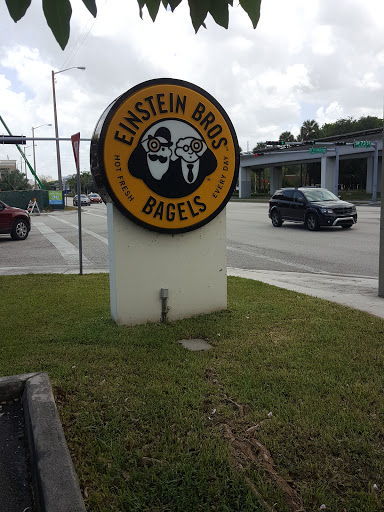 EINSTEIN BROS
HOT FRESH
EVERY DAY
BAGELS